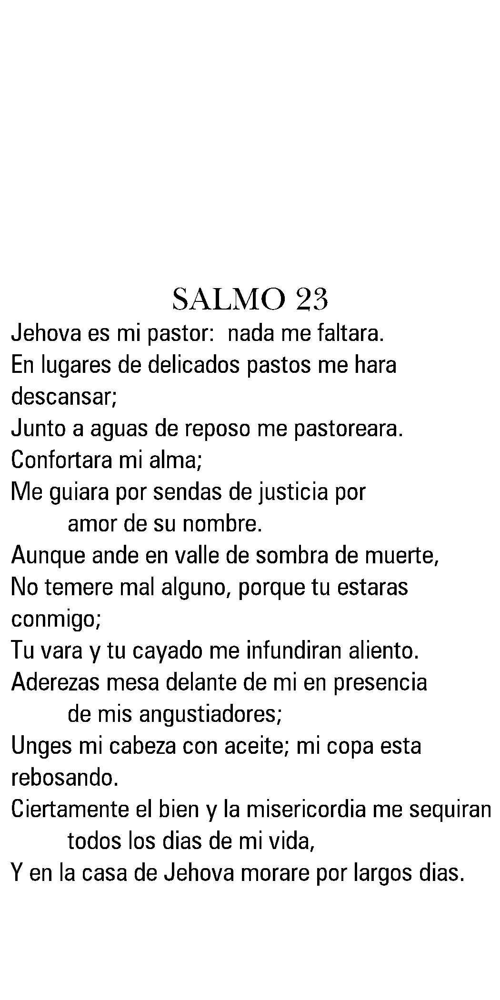 SALMO 23
Jehova es mi pastor:  nada me faltara.
En lugares de delicados pastos me hara
descansar;
Junto a aguas de reposo me pastoreara.
Confortara mi alma;
Me guiara por sendas de justicia por
amor de su nombre.
Aunque ande en valle de sombra de muerte,
No temere mal alguno, porque tu estaras
conmigo;
Tu vara y tu cayado me infundiran aliento.
Aderezas mesa delante de mi en presencia
de mis angustiadores;
Unges mi cabeza con aceite; mi copa esta
rebosando.
Ciertamente el bien y la misericordia me sequiran
todos los dias de mi vida,
Y en la casa de Jehova morare por largos dias.